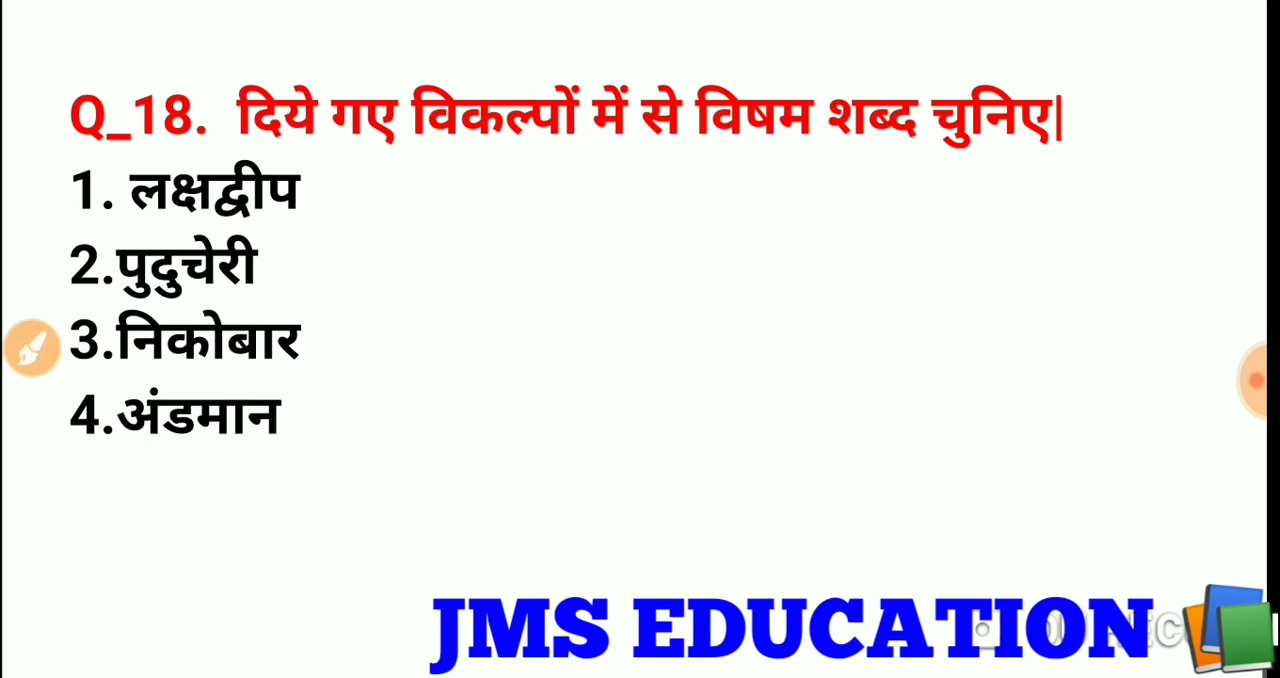 Q_18. दिये गए विकल्पों में से विषम शब्द चुनिए|
1. लक्षद्वीप
2.पुदुचेरी
3.निकोबार
4.अंडमान
JMS EDUCATION